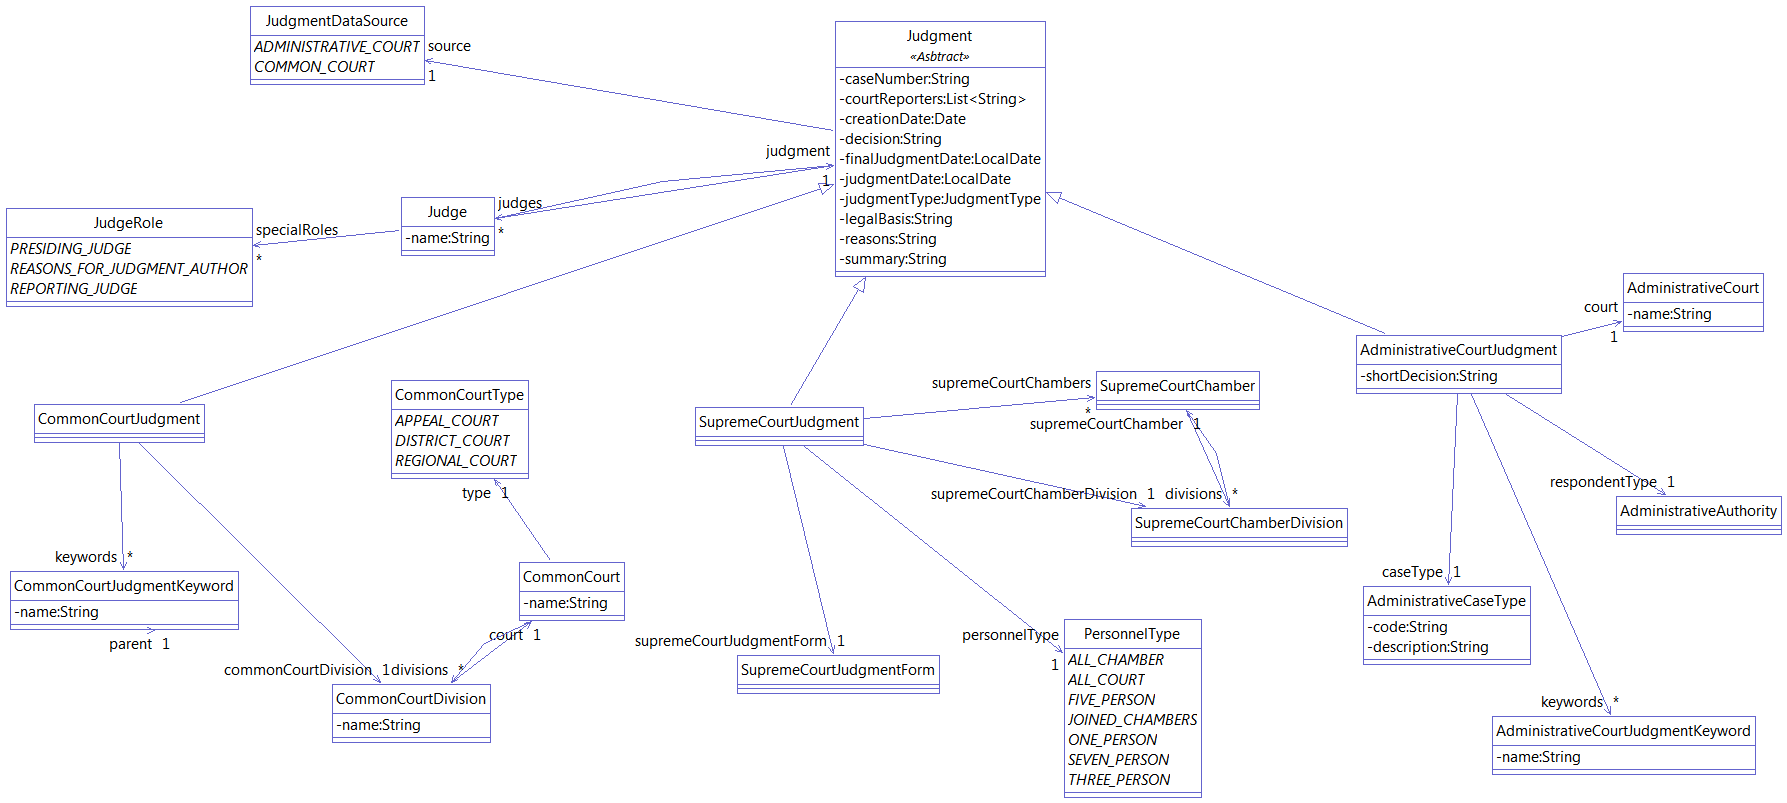 JudgmentDataSource
ADMINISTRATIVE_COURT
COMMON_COURT
source
1
Judgment
«Asbtract»
-caseNumber:String
-courtReporters:List<String>
-creationDate:Date
-decision:String
-finalJudgmentDate:LocalDate
-judgmentDate:LocalDate
-judgmentType:JudgmentType
-legalBasis:String
-reasons:String
-summary:String
judgment
1
judges
*
Judge
-name:String
specialRoles
*
JudgeRole
PRESIDING_JUDGE
REASONS_FOR_JUDGMENT_AUTHOR
REPORTING_JUDGE
AdministrativeCourt
-name:String
court
1
AdministrativeCourtJudgment
-shortDecision:String
CommonCourtType
APPEAL_COURT
DISTRICT_COURT
REGIONAL_COURT
type 1
CommonCourtJudgment
SupremeCourtJudgment
supremeCourtChambers
*
SupremeCourtChamber
supremeCourtChamber 1
supremeCourtChamberDivision 1
divisions *
SupremeCourtChamberDivision
respondentType 1
AdministrativeAuthority
keywords *
CommonCourtJudgmentKeyword
-name:String
parent 1
CommonCourt
-name:String
court 1
commonCourtDivision 1
divisions *
CommonCourtDivision
-name:String
supremeCourtJudgmentForm 1
SupremeCourtJudgmentForm
personnelType
1
PersonnelType
ALL_CHAMBER
ALL_COURT
FIVE_PERSON
JOINED_CHAMBERS
ONE_PERSON
SEVEN_PERSON
THREE_PERSON
caseType 1
AdministrativeCaseType
-code:String
-description:String
keywords *
AdministrativeCourtJudgmentKeyword
-name:String